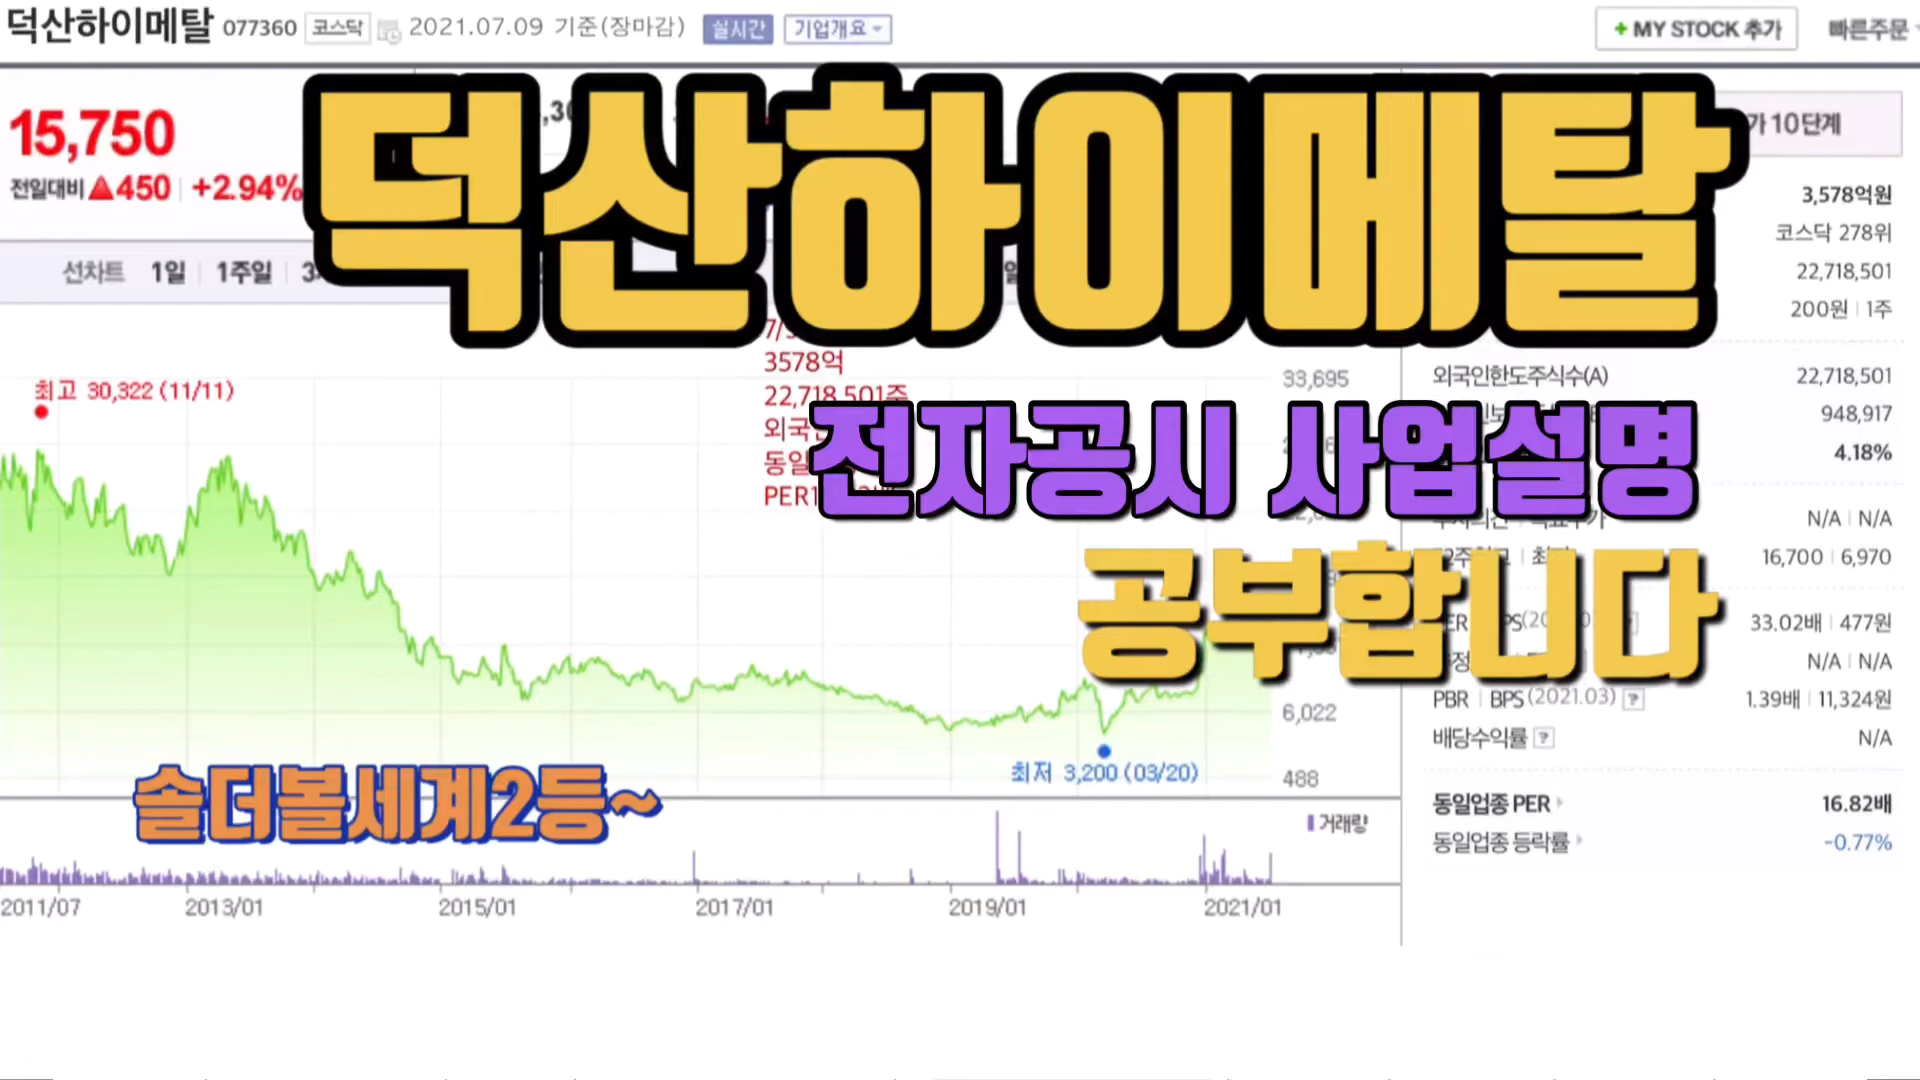 덕산하이메탈 077360 코스닥 2021.07.09 기준(장마감) 실시간 기업개요
+ MY STOCK 추가 빠른주문
15,750
전일대비 ▲450 +2.94%
덕산하이메탈
10단계
3,578억원
코스닥 278위
22,718,501
200원 1주
선차트 1일 1주일
3578억
22,718,501주
전자공시 사업설명
공부합니다
솔더볼세계2등~
최고 30,322 (11/11)
33,695
6,022
488
최저 3,200 (03/20)
거래량
2011/07 2013/01 2015/01 2017/01 2019/01 2021/01
외국인한도주식수(A) 22,718,501
948,917
4.18%
N/A N/A
16,700 6,970
33.02배 477원
N/A N/A
PBR BPS (2021.03) ? 1.39배 11,324원
배당수익률 ? N/A
동일업종 PER 16.82배
동일업종 등락률 -0.77%